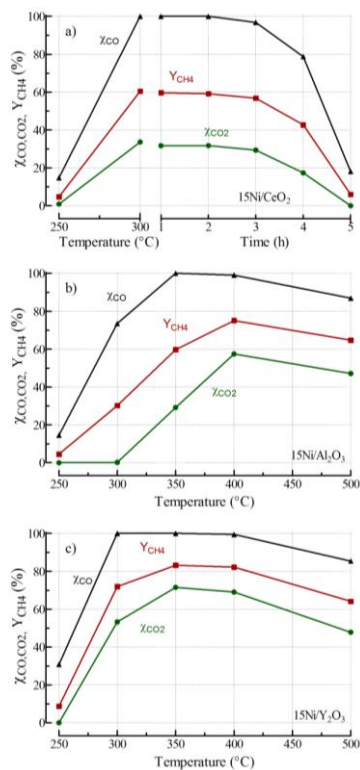 a)
χCO
YCH4
χCO2
χCO,CO2, YCH4 (%)
100
80
60
40
20
0
15Ni/CeO2
250 300 1 2 3 4 5
Temperature (°C) Time (h)
b)
χCO
YCH4
χCO2
χCO,CO2, YCH4 (%)
100
80
60
40
20
0
15Ni/Al2O3
250 300 350 400 450 500
Temperature (°C)
c)
YCH4
χCO
χCO2
χCO,CO2, YCH4 (%)
100
80
60
40
20
0
15Ni/Y2O3
250 300 350 400 450 500
Temperature (°C)